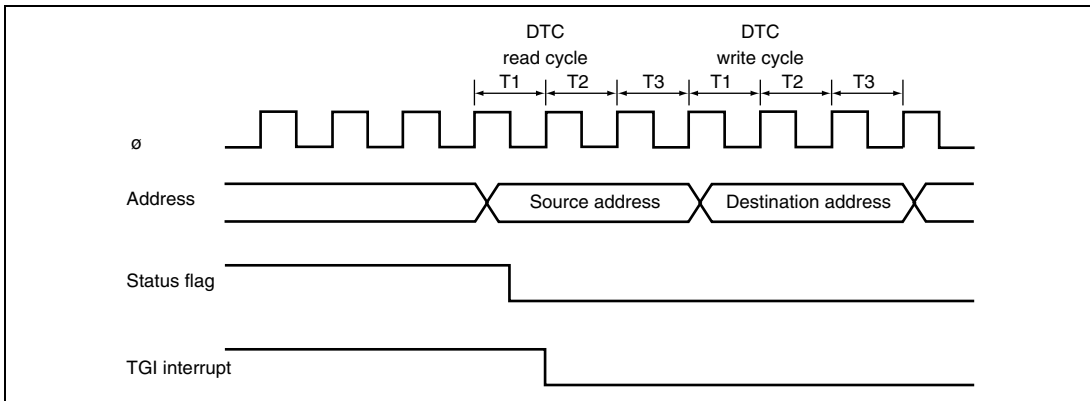 DTC DTC
read cycle write cycle
T1 T2 T3 T1 T2 T3
ø
Address Source address Destination address
Status flag
TGI interrupt